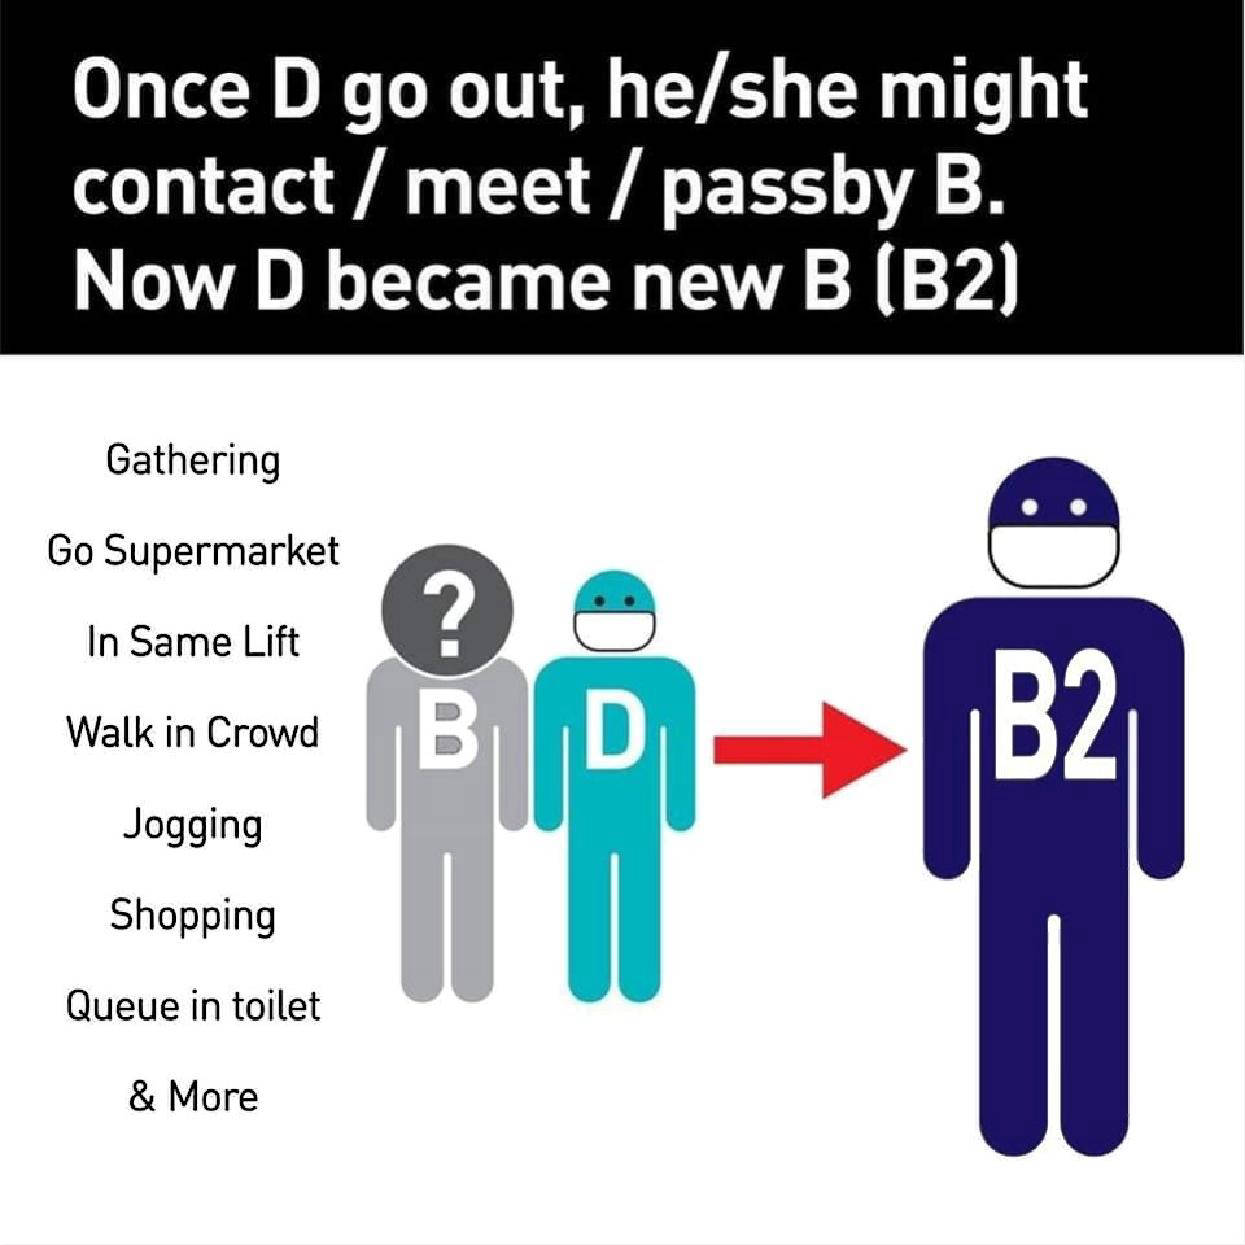 Once D go out, he/she might
contact / meet / passby B.
Now D became new B (B2)
Gathering
Go Supermarket
In Same Lift
Walk in Crowd
Jogging
Shopping
Queue in toilet
& More
?
B
D
B2